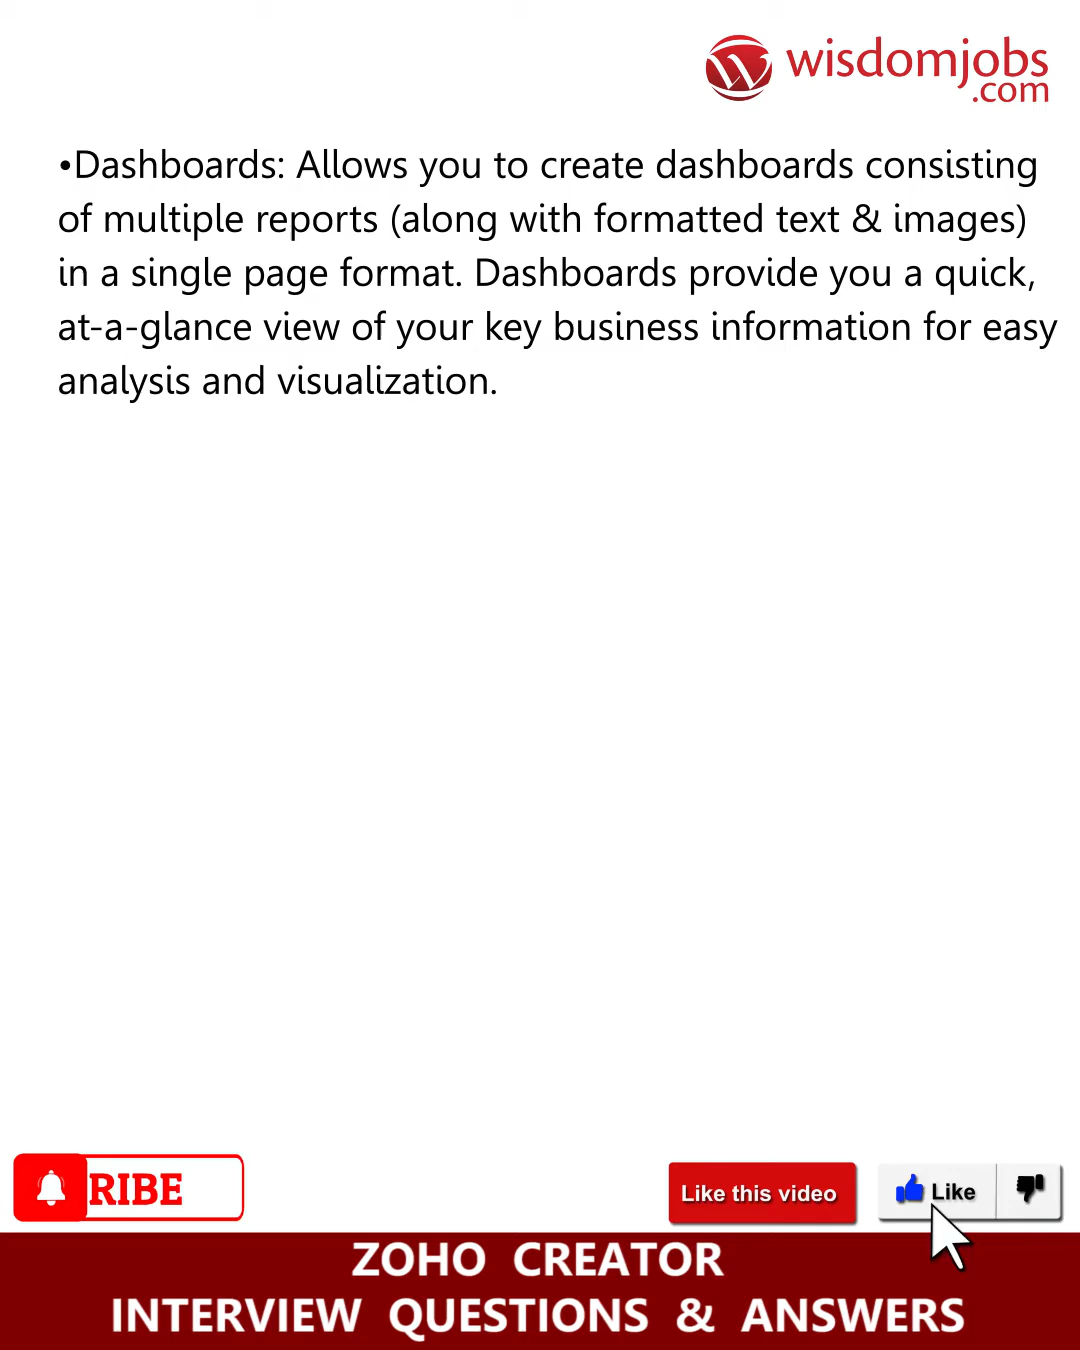 wisdomjobs
.com
•Dashboards: Allows you to create dashboards consisting
of multiple reports (along with formatted text & images)
in a single page format. Dashboards provide you a quick,
at-a-glance view of your key business information for easy
analysis and visualization.
RIBE
Like this video
Like
ZOHO CREATOR
INTERVIEW QUESTIONS & ANSWERS